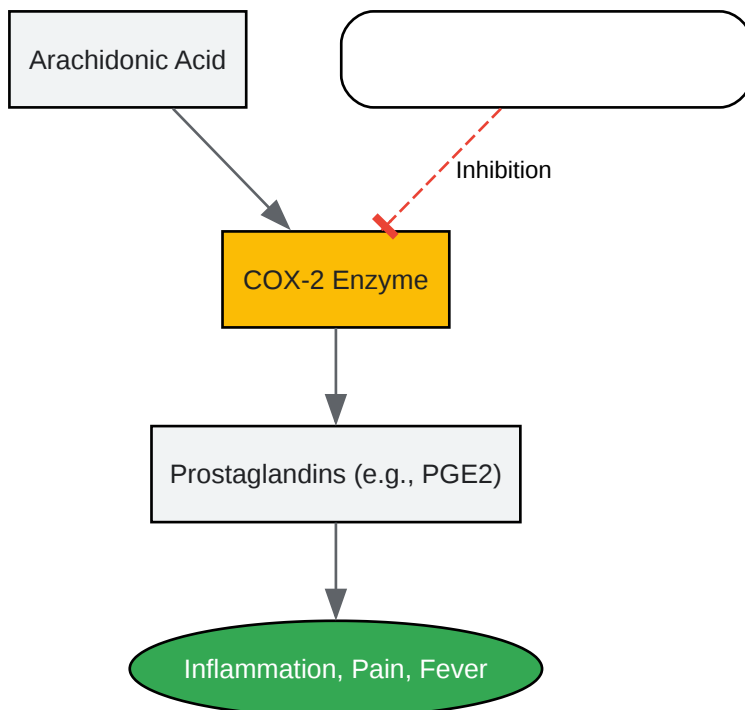 Arachidonic Acid
Inhibition
COX-2 Enzyme
Prostaglandins (e.g., PGE2)
Inflammation, Pain, Fever